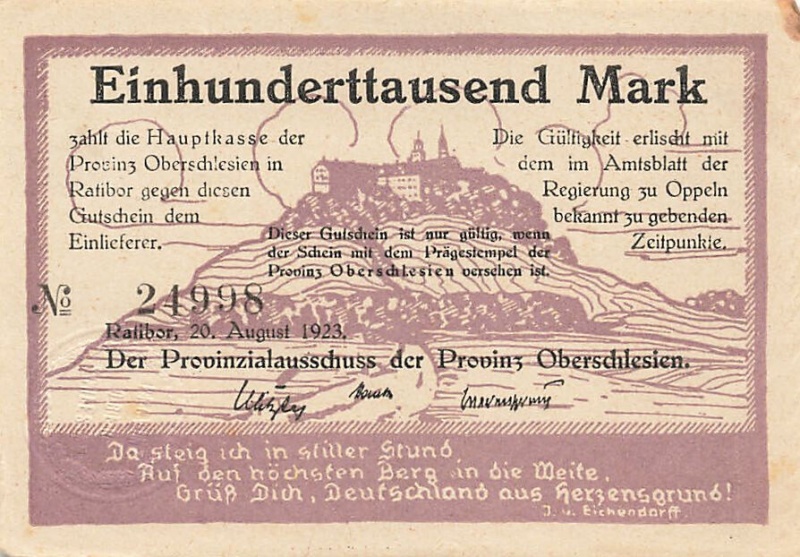 Einhunderttausend Mark
zahlt die Hauptkasse der
Provinz Oberschlesien in
Ratibor gegen diesen
Gutschein dem
Einlieferer.
Die Gültigkeit erlischt mit
dem im Amtsblatt der
Regierung zu Oppeln
bekannt zu gebenden
Zeitpunkte.
Dieser Gutschein ist nur gültig, wenn
der Schein mit dem Prägestempel der
Provinz Oberschlesien versehen ist.
No 24998
Ratibor, 20. August 1923.
Der Provinzialausschuss der Provinz Oberschlesien.
Da steig ich in stiller Stund,
Auf den höchsten Berg in die Weite,
Grüß Dich, Deutschland aus Herzensgrund!
J. v. Eichendorff